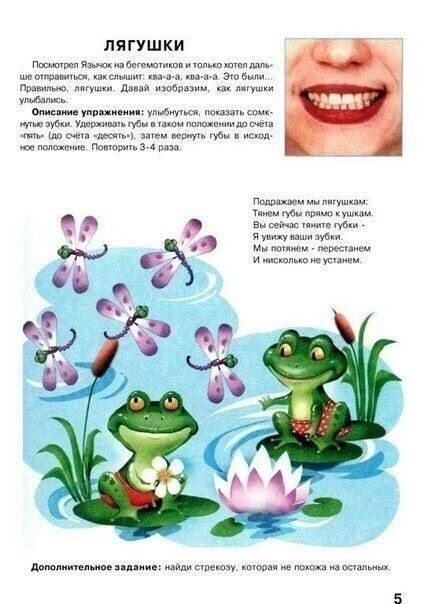 ЛЯГУШКИ
Посмотрел Язычок на бегемотиков и только хотел даль-
ше отправиться, как слышит: ква-а-а, ква-а-а. Это были...
Правильно, лягушки. Давай изобразим, как лягушки
улыбались.
Описание упражнения: улыбнуться, показать сомк-
нутые зубки. Удерживать губы в таком положении до счёта
«пять» (до счёта «десять»), затем вернуть губы в исход-
ное положение. Повторить 3-4 раза.
Подражаем мы лягушкам:
Тянем губы прямо к ушкам.
Вы сейчас тяните губки -
Я увижу ваши зубки.
Мы потянем - перестанем
И нисколько не устанем.
Дополнительное задание: найди стрекозу, которая не похожа на остальных.
5